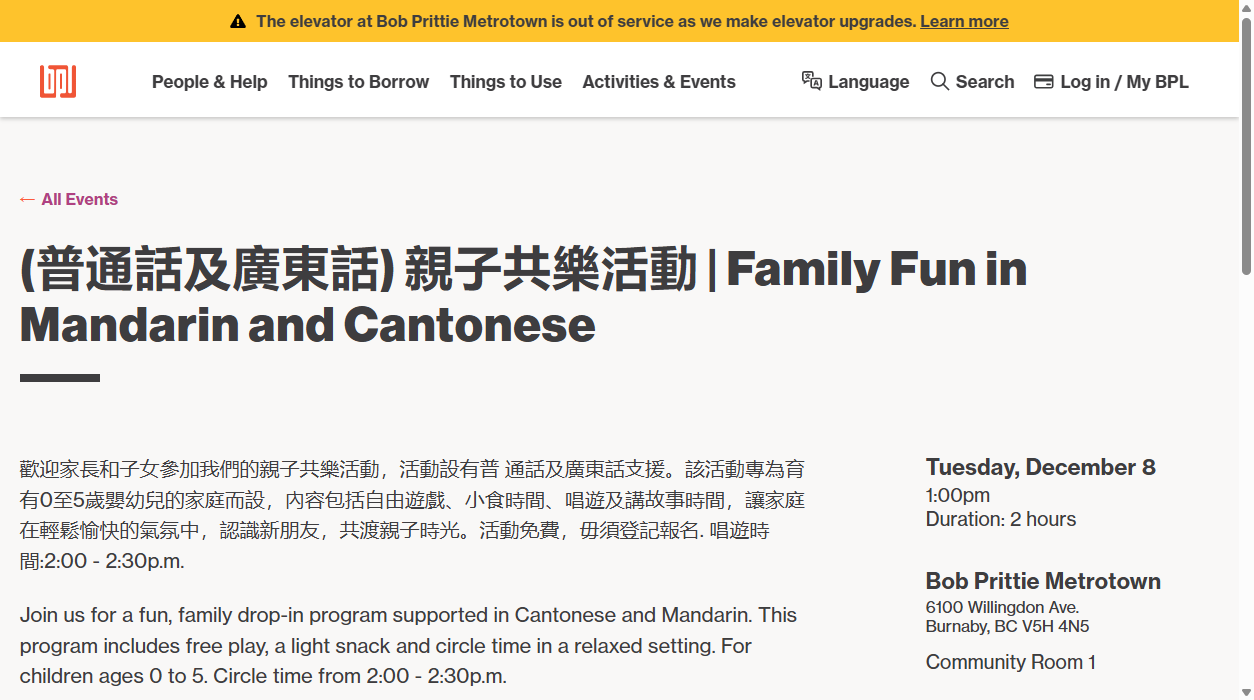 The elevator at Bob Prittie Metrotown is out of service as we make elevator upgrades. Learn more
People & Help Things to Borrow Things to Use Activities & Events Language Search Log in / My BPL
← All Events
(普通話及廣東話) 親子共樂活動 | Family Fun in
Mandarin and Cantonese
歡迎家長和子女參加我們的親子共樂活動，活動設有普 通話及廣東話支援。該活動專為育
有0至5歲嬰幼兒的家庭而設，内容包括自由遊戲、小食時間、唱遊及講故事時間，讓家庭
在輕鬆愉快的氣氛中，認識新朋友，共渡親子時光。活動免費，毋須登記報名. 唱遊時
間:2:00 - 2:30p.m.
Join us for a fun, family drop-in program supported in Cantonese and Mandarin. This
program includes free play, a light snack and circle time in a relaxed setting. For
children ages 0 to 5. Circle time from 2:00 - 2:30p.m.
Tuesday, December 8
1:00pm
Duration: 2 hours
Bob Prittie Metrotown
6100 Willingdon Ave.
Burnaby, BC V5H 4N5
Community Room 1